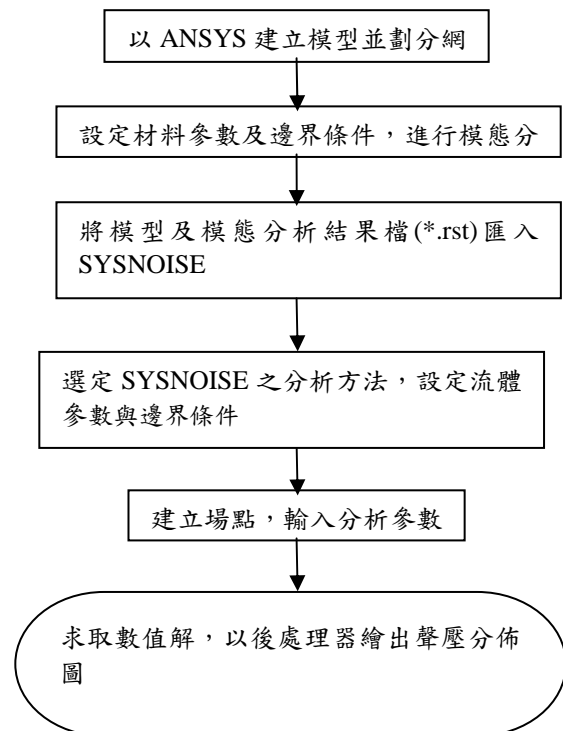 以 ANSYS 建立模型並劃分網
設定材料參數及邊界條件，進行模態分
將模型及模態分析結果檔(*.rst)匯入
SYSNOISE
選定 SYSNOISE 之分析方法，設定流體
參數與邊界條件
建立場點，輸入分析參數
求取數值解，以後處理器繪出聲壓分佈
圖